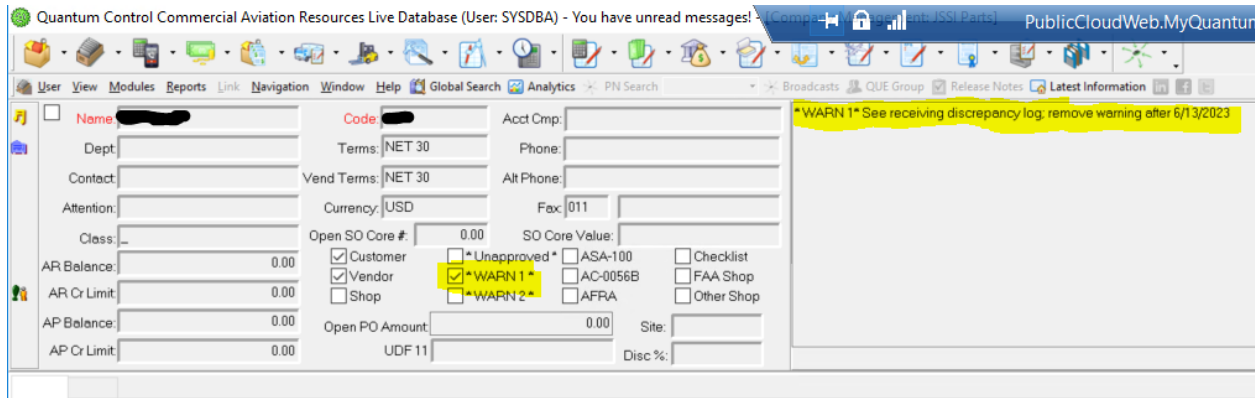 Quantum Control Commercial Aviation Resources Live Database (User: SYSDBA) - You have unread messages! - [Company Management: JSSI Parts]
PublicCloudWeb.MyQuantum
User View Modules Reports Link Navigation Window Help Global Search Analytics PN Search Broadcasts QUE Group Release Notes Latest Information
Name: Code: Acct Cmp:
*WARN 1* See receiving discrepancy log; remove warning after 6/13/2023
Dept: Terms: NET 30 Phone:
Contact: Vend Terms: NET 30 Alt Phone:
Attention: Currency: USD Fax: 011
Class: _ Open SO Core #: 0.00 SO Core Value:
AR Balance: 0.00 Customer *Unapproved* ASA-100 Checklist
Vendor *WARN 1* AC-0056B FAA Shop
AR Cr Limit: 0.00 Shop *WARN 2* AFRA Other Shop
AP Balance: 0.00 Open PO Amount: 0.00 Site:
AP Cr Limit: 0.00 UDF 11 Disc %: